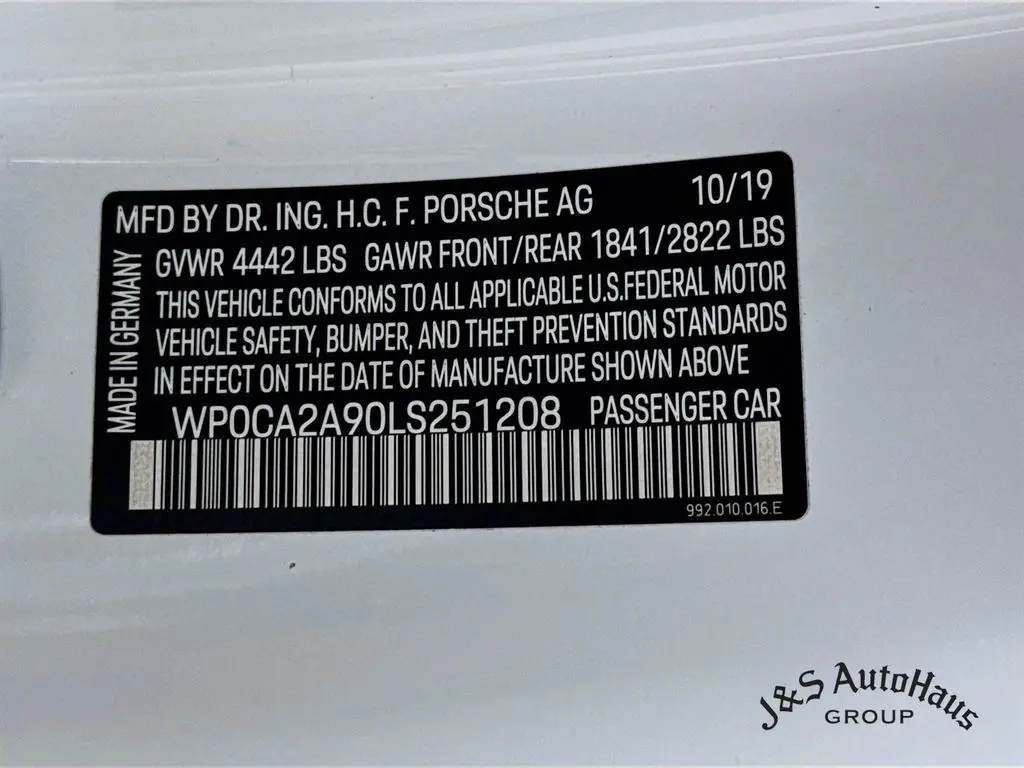 MFD BY DR. ING. H.C. F. PORSCHE AG 10/19
GVWR 4442 LBS GAWR FRONT/REAR 1841/2822 LBS
THIS VEHICLE CONFORMS TO ALL APPLICABLE U.S.FEDERAL MOTOR
VEHICLE SAFETY, BUMPER, AND THEFT PREVENTION STANDARDS
IN EFFECT ON THE DATE OF MANUFACTURE SHOWN ABOVE
WP0CA2A90LS251208 PASSENGER CAR
992.010.016.E
MADE IN GERMANY
J&S AutoHaus
GROUP